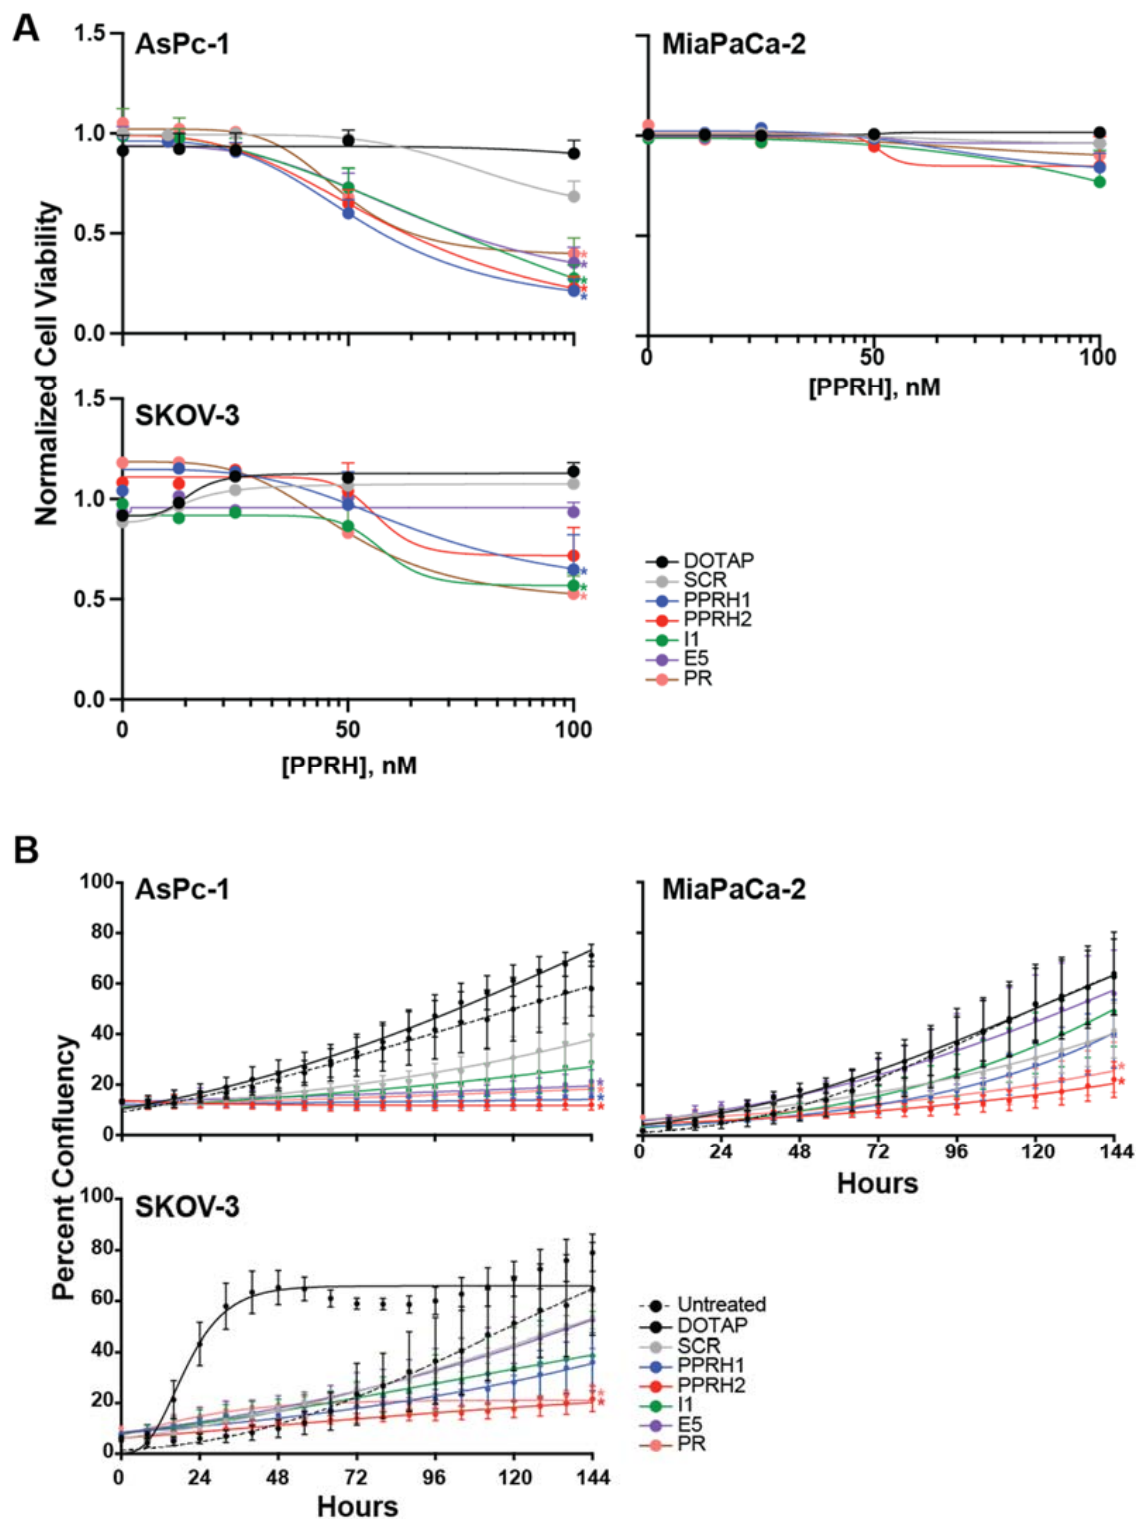 A
AsPc-1
MiaPaCa-2
1.5
1.0
0.5
0.0
0
50
100
[PPRH], nM
Normalized Cell Viability
*
*
*
*
*
SKOV-3
1.5
1.0
0.5
0.0
*
*
*
0
50
100
[PPRH], nM
DOTAP
SCR
PPRH1
PPRH2
I1
E5
PR
B
AsPc-1
MiaPaCa-2
100
80
60
40
20
0
*
*
*
*
*
*
0
24
48
72
96
120
144
Hours
Percent Confluency
SKOV-3
100
80
60
40
20
0
*
*
0
24
48
72
96
120
144
Hours
Untreated
DOTAP
SCR
PPRH1
PPRH2
I1
E5
PR